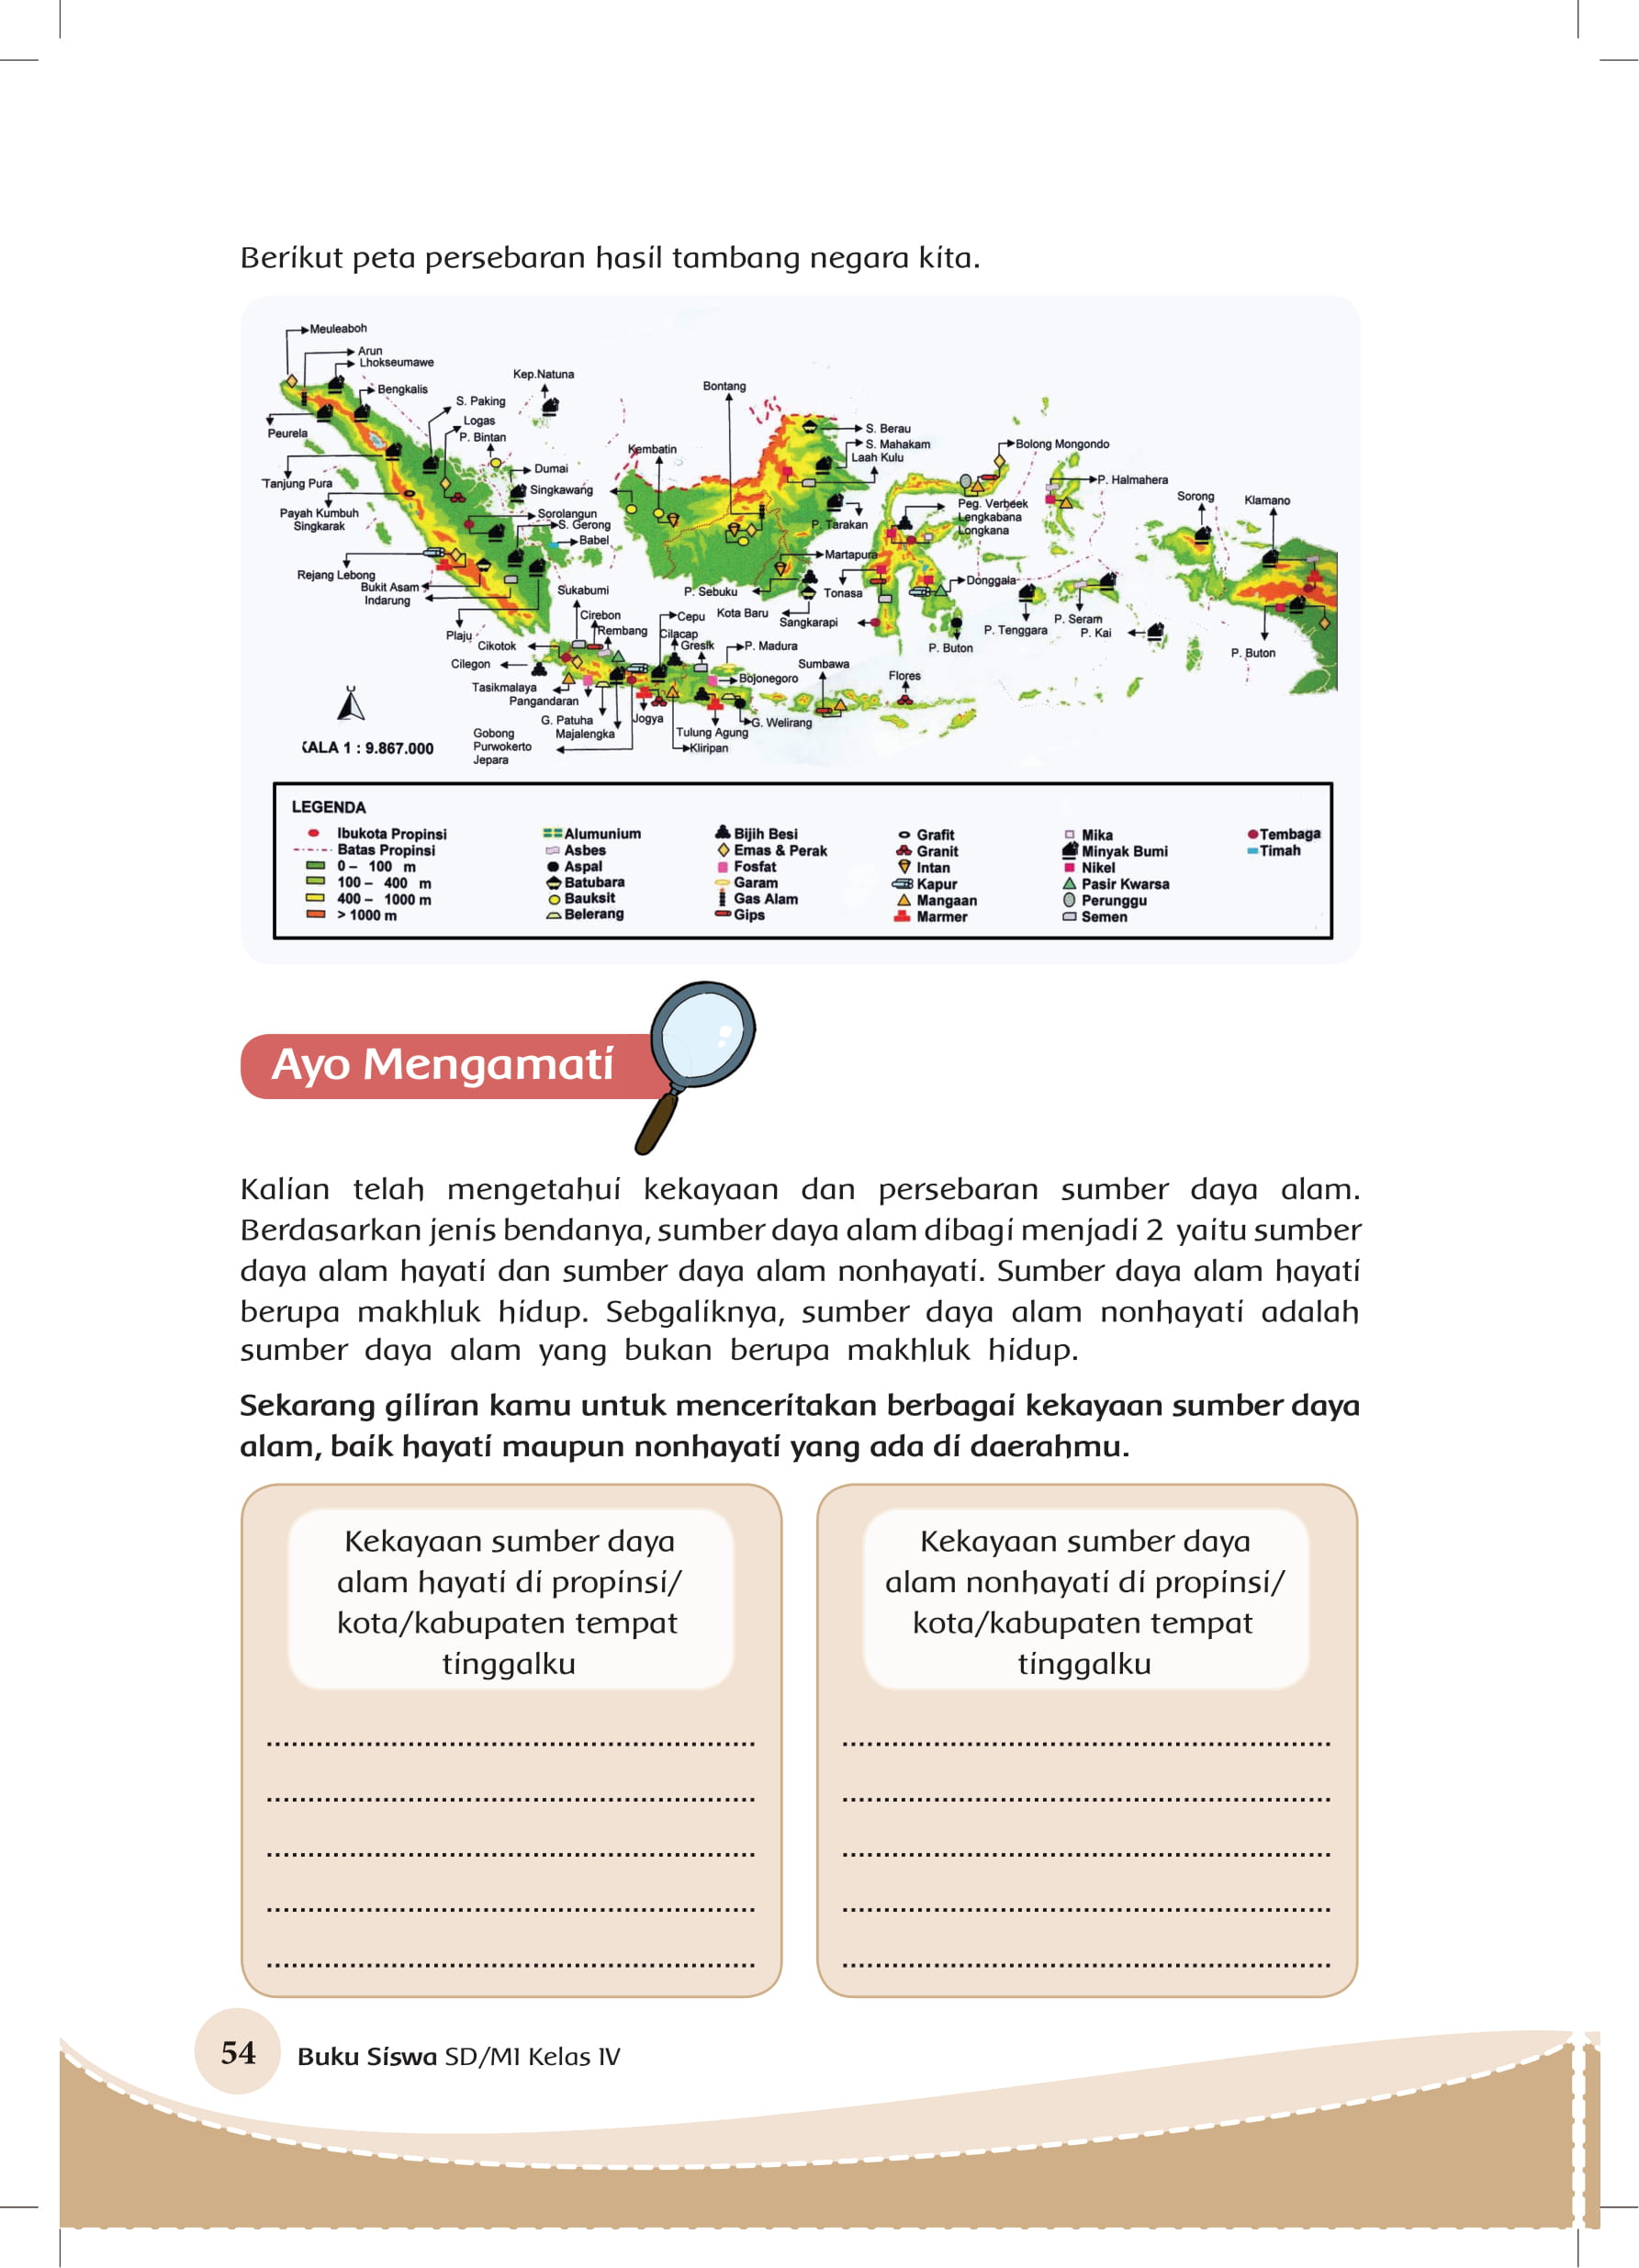 Berikut peta persebaran hasil tambang negara kita.
Meuleaboh
Arun
Lhokseumawe
Bengkalis
Kep.Natuna
S. Paking
Logas
P. Bintan
Bontang
S. Berau
S. Mahakam
Laah Kulu
Peurela
Kembatin
Bolong Mongondo
Dumai
Tanjung Pura
Singkawang
P. Halmahera
Sorong
Klamano
Payah Kumbuh
Singkarak
Sorolangun
S. Gerong
Babel
P. Tarakan
Peg. Verbeek
Lengkabana
Longkana
Martapura
Rejang Lebong
Bukit Asam
Indarung
Sukabumi
P. Sebuku
Tonasa
Donggala
Kota Baru
Sangkarapi
Plaju
Cirebon
Rembang
Cepu
Cilacap
Gresik
P. Madura
P. Buton
P. Tenggara
P. Seram
P. Kai
P. Buton
Cikotok
Cilegon
Sumbawa
Flores
Tasikmalaya
Pangandaran
Bojonegoro
G. Patuha
Majalengka
Jogya
Tulung Agung
G. Welirang
Kliripan
Gobong
Purwokerto
Jepara
U
KALA 1 : 9.867.000
LEGENDA
Ibukota Propinsi
Batas Propinsi
0 – 100 m
100 – 400 m
400 – 1000 m
> 1000 m
Alumunium
Asbes
Aspal
Batubara
Bauksit
Belerang
Bijih Besi
Emas & Perak
Fosfat
Garam
Gas Alam
Gips
Grafit
Granit
Intan
Kapur
Mangaan
Marmer
Mika
Minyak Bumi
Nikel
Pasir Kwarsa
Perunggu
Semen
Tembaga
Timah
Ayo Mengamati
Kalian telah mengetahui kekayaan dan persebaran sumber daya alam.
Berdasarkan jenis bendanya, sumber daya alam dibagi menjadi 2 yaitu sumber
daya alam hayati dan sumber daya alam nonhayati. Sumber daya alam hayati
berupa makhluk hidup. Sebgaliknya, sumber daya alam nonhayati adalah
sumber daya alam yang bukan berupa makhluk hidup.
Sekarang giliran kamu untuk menceritakan berbagai kekayaan sumber daya
alam, baik hayati maupun nonhayati yang ada di daerahmu.
Kekayaan sumber daya
alam hayati di propinsi/
kota/kabupaten tempat
tinggalku
Kekayaan sumber daya
alam nonhayati di propinsi/
kota/kabupaten tempat
tinggalku
54
Buku Siswa SD/MI Kelas IV